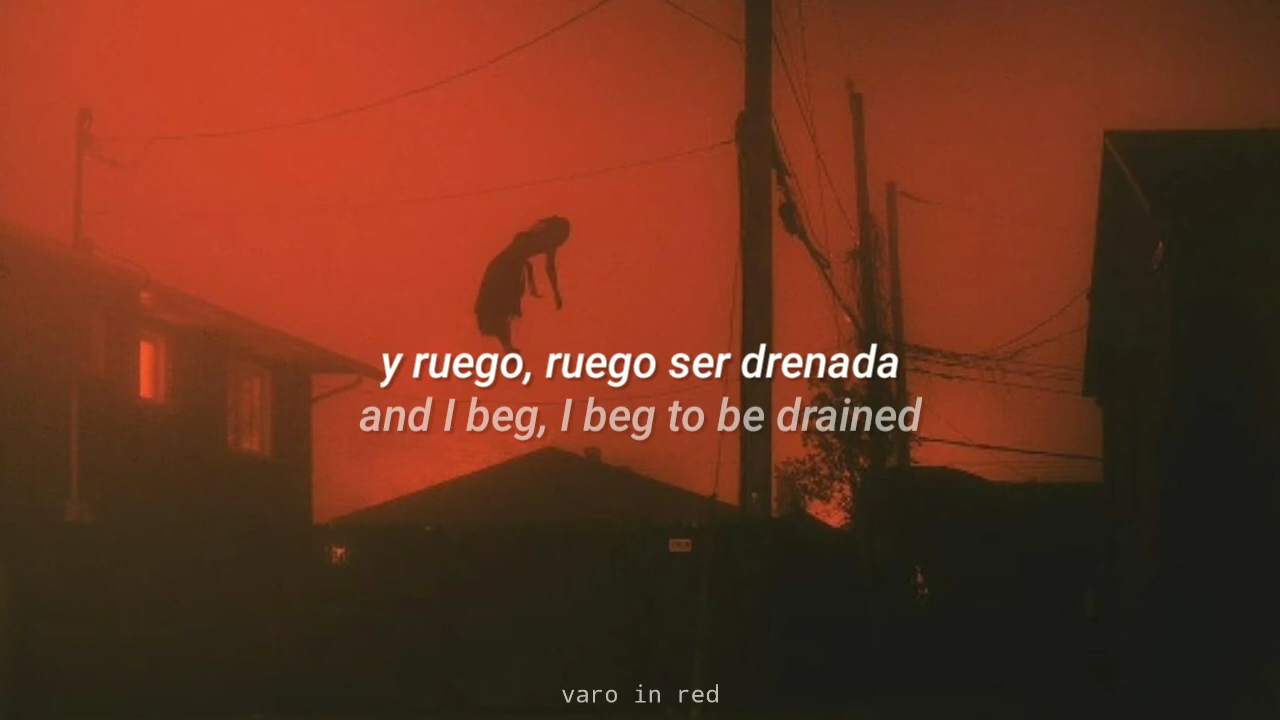 y ruego, ruego ser drenada
and I beg, I beg to be drained
varo in red